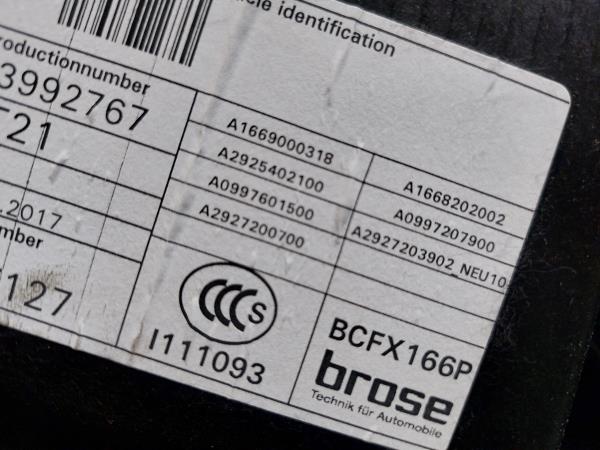 cle identification
roductionnumber
3992767
T21
.2017
mber
127
A1669000318
A2925402100
A0997601500
A2927200700
A1668202002
A0997207900
A2927203902_NEU10
CCC S
I111093
BCFX166P
brose
Technik für Automobile